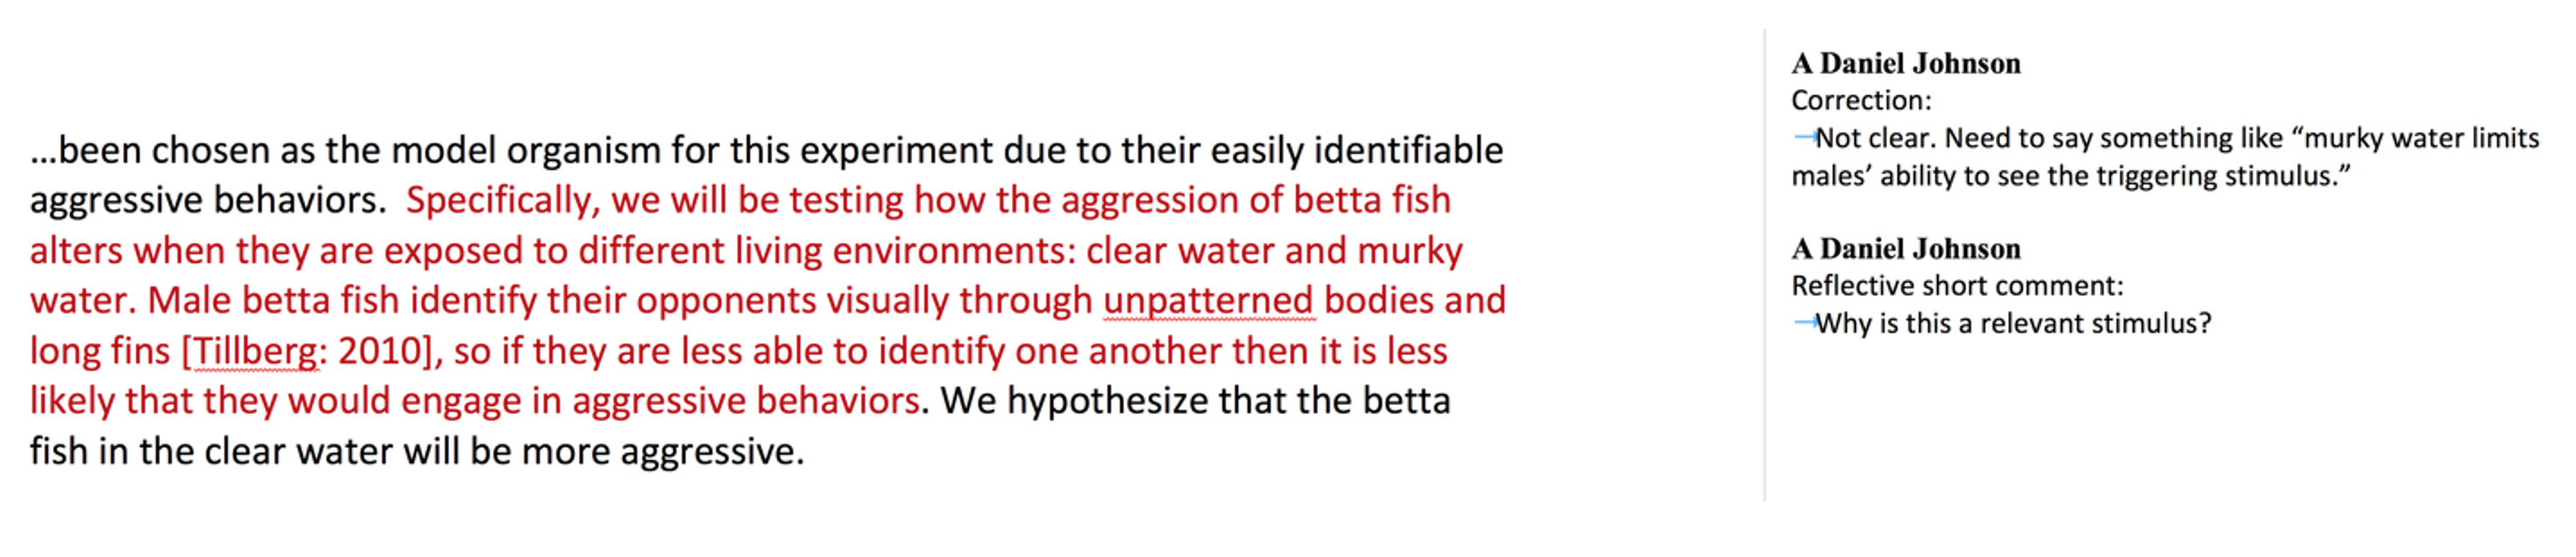 ...been chosen as the model organism for this experiment due to their easily identifiable
aggressive behaviors.  Specifically, we will be testing how the aggression of betta fish
alters when they are exposed to different living environments: clear water and murky
water. Male betta fish identify their opponents visually through unpatterned bodies and
long fins [Tillberg: 2010], so if they are less able to identify one another then it is less
likely that they would engage in aggressive behaviors. We hypothesize that the betta
fish in the clear water will be more aggressive.
A Daniel Johnson
Correction:
→Not clear. Need to say something like “murky water limits
males’ ability to see the triggering stimulus.”
A Daniel Johnson
Reflective short comment:
→Why is this a relevant stimulus?